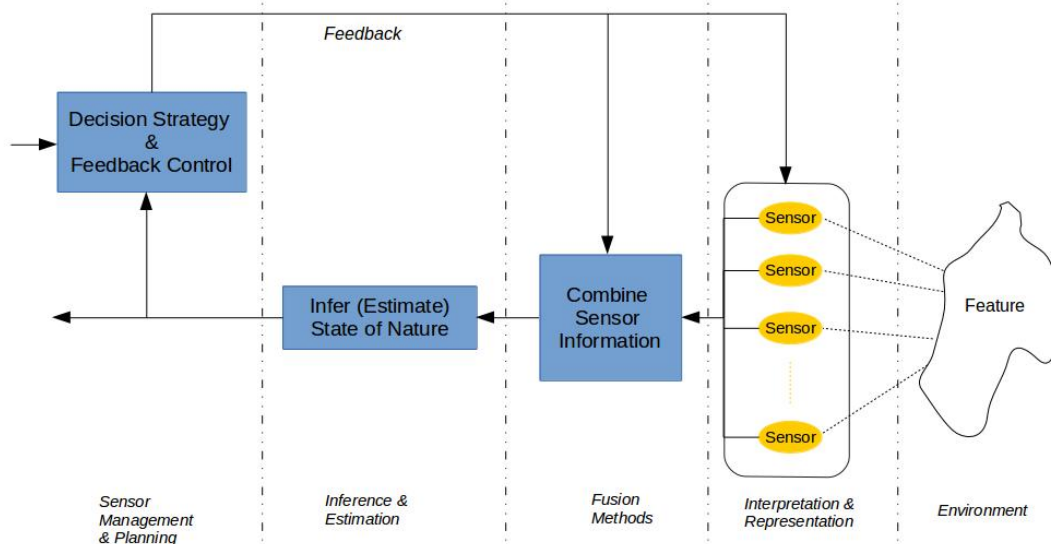 Feedback
Decision Strategy
&
Feedback Control
Sensor
Sensor
Sensor
Sensor
Infer (Estimate)
State of Nature
Combine
Sensor
Information
Feature
Sensor
Management
& Planning
Inference &
Estimation
Fusion
Methods
Interpretation &
Representation
Environment